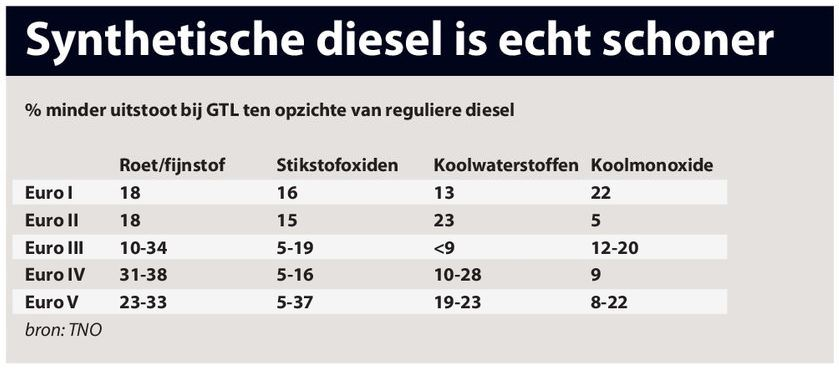 Synthetische diesel is echt schoner
% minder uitstoot bij GTL ten opzichte van reguliere diesel
Roet/fijnstof Stikstofoxiden Koolwaterstoffen Koolmonoxide
Euro I 18 16 13 22
Euro II 18 15 23 5
Euro III 10-34 5-19 <9 12-20
Euro IV 31-38 5-16 10-28 9
Euro V 23-33 5-37 19-23 8-22
bron: TNO